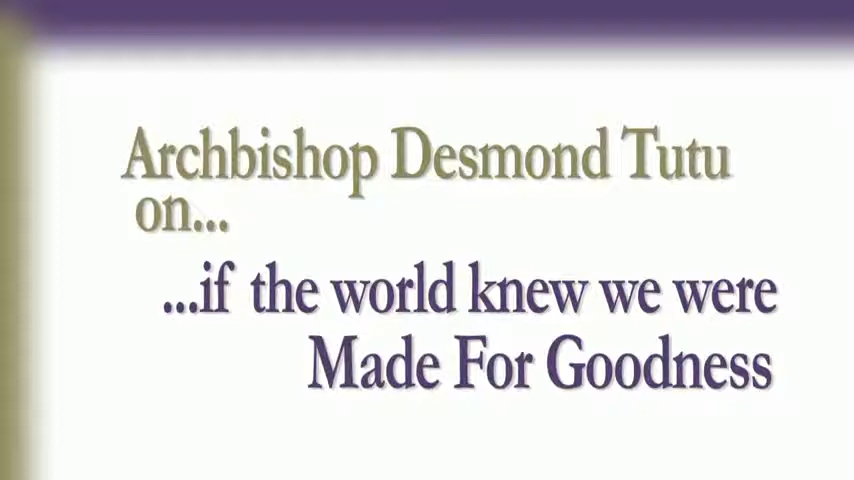 Archbishop Desmond Tutu
on...
...if the world knew we were
Made For Goodness